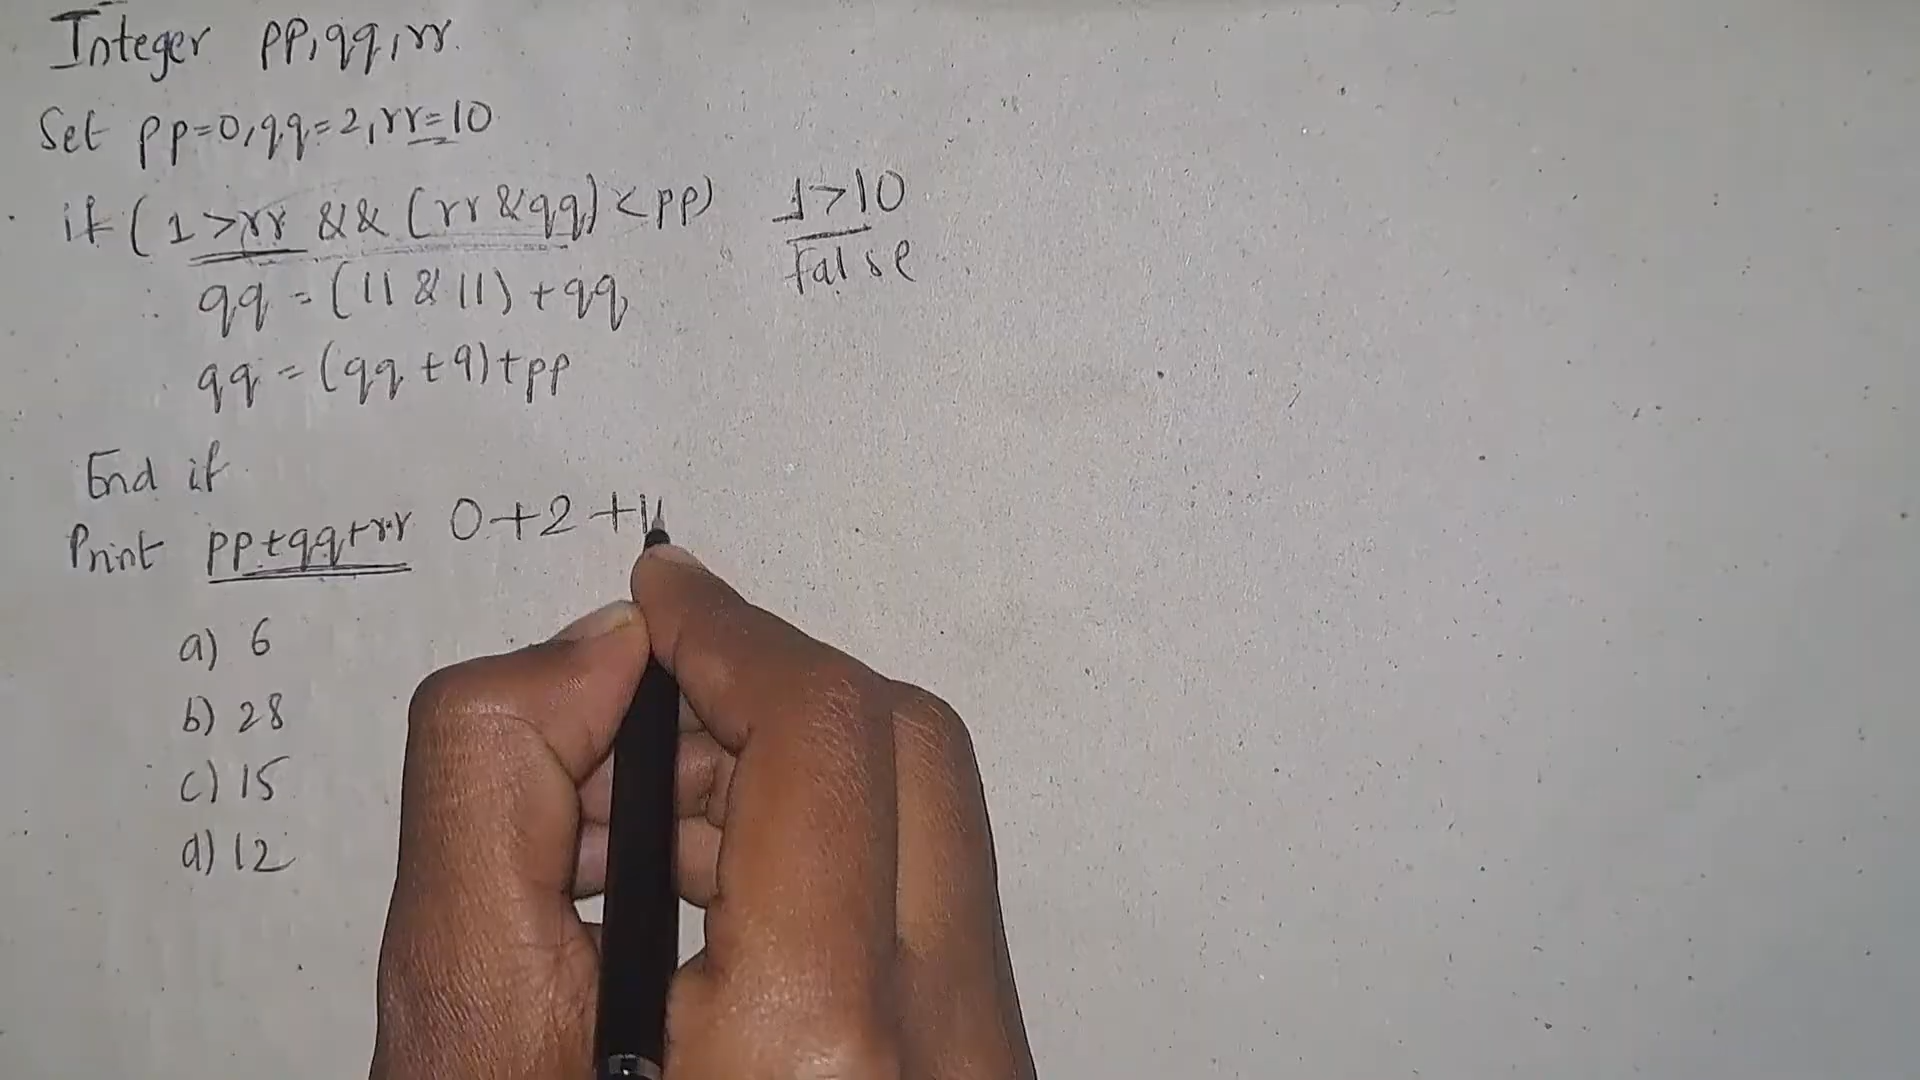 Integer pp,qq,rr.
Set pp=0,qq=2,rr=10
if (1>rr && (rr&qq)<pp) 1>10
False
qq = (11 & 11) + qq
qq = (qq + 9) + pp
End if
Print pp+qq+rr 0+2+
a) 6
b) 28
c) 15
d) 12